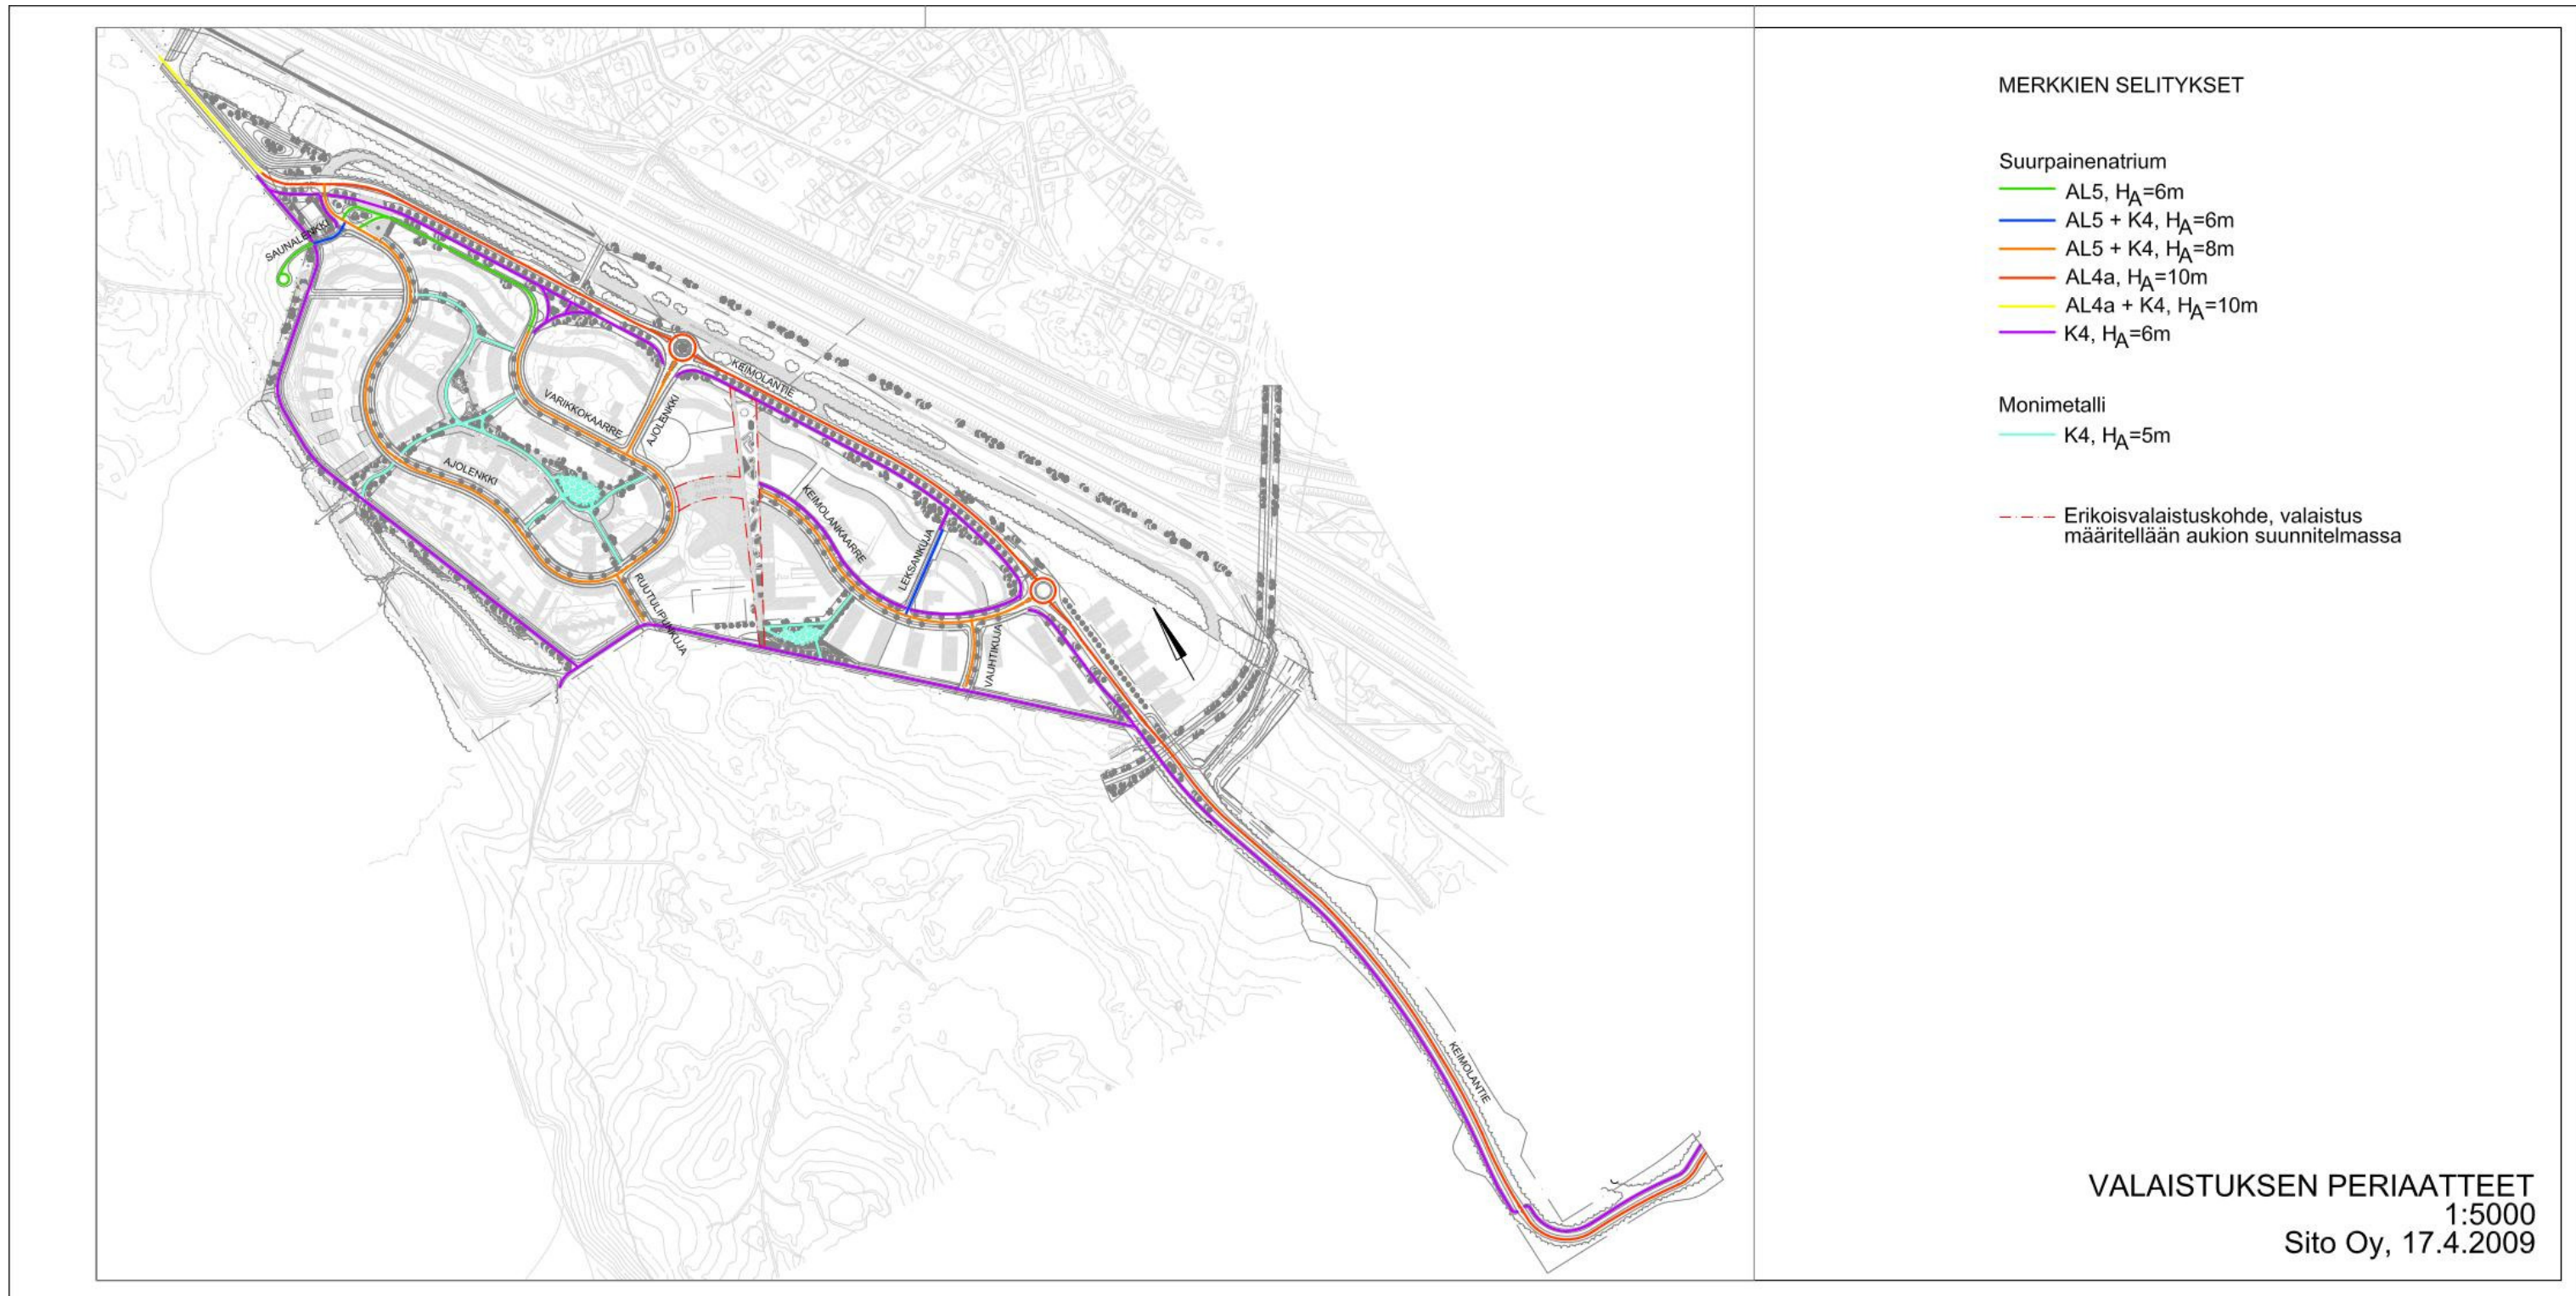 MERKKIEN SELITYKSET
Suurpainenatrium
AL5, HA=6m
AL5 + K4, HA=6m
AL5 + K4, HA=8m
AL4a, HA=10m
AL4a + K4, HA=10m
K4, HA=6m
Monimetalli
K4, HA=5m
Erikoisvalaistuskohde, valaistus
määritellään aukion suunnitelmassa
SAUNALENKKI
KEIMOLANTIE
VARIKKOKAARRE
AJOLENKKI
AJOLENKKI
KEIMOLANKAARRE
LEKSANKUJA
RUUTULIPUNKUJA
VAUHTIKUJA
KEIMOLANTIE
VALAISTUKSEN PERIAATTEET
1:5000
Sito Oy, 17.4.2009